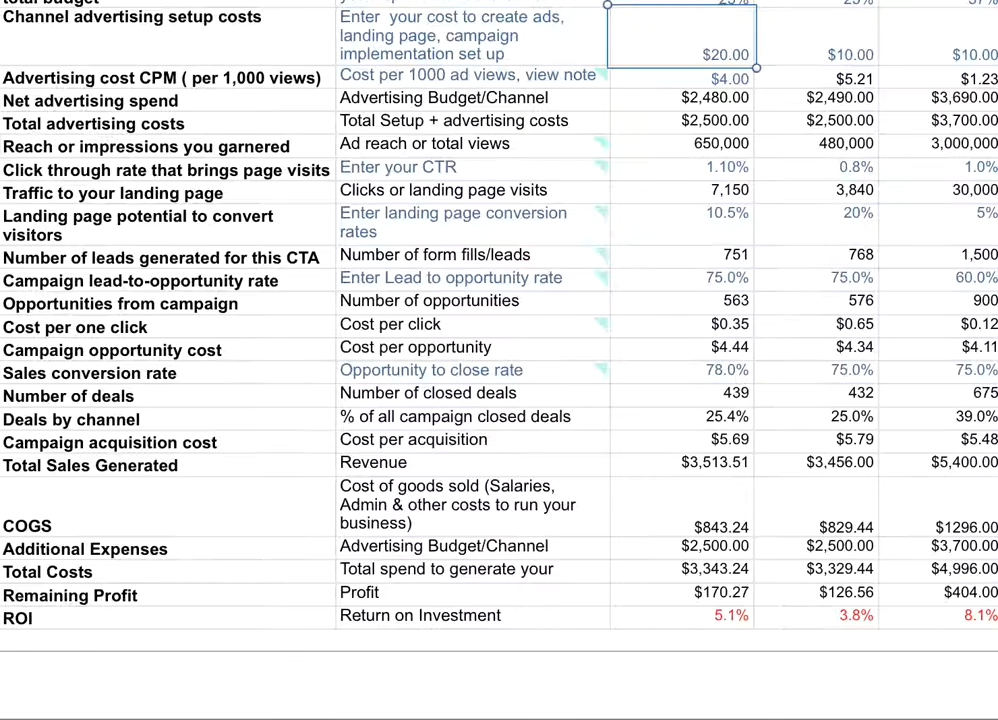 total budget 25% 25% 37%
Channel advertising setup costs Enter your cost to create ads,
landing page, campaign
implementation set up $20.00 $10.00 $10.00
Advertising cost CPM ( per 1,000 views) Cost per 1000 ad views, view note $4.00 $5.21 $1.23
Net advertising spend Advertising Budget/Channel $2,480.00 $2,490.00 $3,690.00
Total advertising costs Total Setup + advertising costs $2,500.00 $2,500.00 $3,700.00
Reach or impressions you garnered Ad reach or total views 650,000 480,000 3,000,000
Click through rate that brings page visits Enter your CTR 1.10% 0.8% 1.0%
Traffic to your landing page Clicks or landing page visits 7,150 3,840 30,000
Landing page potential to convert Enter landing page conversion 10.5% 20% 5%
visitors rates
Number of leads generated for this CTA Number of form fills/leads 751 768 1,500
Campaign lead-to-opportunity rate Enter Lead to opportunity rate 75.0% 75.0% 60.0%
Opportunities from campaign Number of opportunities 563 576 900
Cost per one click Cost per click $0.35 $0.65 $0.12
Campaign opportunity cost Cost per opportunity $4.44 $4.34 $4.11
Sales conversion rate Opportunity to close rate 78.0% 75.0% 75.0%
Number of deals Number of closed deals 439 432 675
Deals by channel % of all campaign closed deals 25.4% 25.0% 39.0%
Campaign acquisition cost Cost per acquisition $5.69 $5.79 $5.48
Total Sales Generated Revenue $3,513.51 $3,456.00 $5,400.00
Cost of goods sold (Salaries,
Admin & other costs to run your
COGS business) $843.24 $829.44 $1296.00
Additional Expenses Advertising Budget/Channel $2,500.00 $2,500.00 $3,700.00
Total Costs Total spend to generate your $3,343.24 $3,329.44 $4,996.00
Remaining Profit Profit $170.27 $126.56 $404.00
ROI Return on Investment 5.1% 3.8% 8.1%